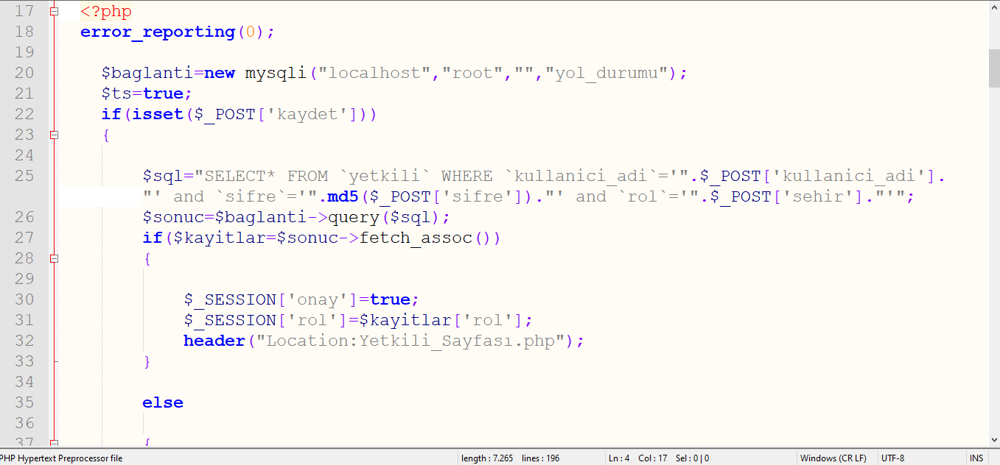 17 <?php
18 error_reporting(0);
19
20 $baglanti=new mysqli("localhost","root","","yol_durumu");
21 $ts=true;
22 if(isset($_POST['kaydet']))
23 {
24
25 $sql="SELECT* FROM `yetkili` WHERE `kullanici_adi`='".$_POST['kullanici_adi'].
"' and `sifre`='".md5($_POST['sifre'])."' and `rol`='".$_POST['sehir']."'";
26 $sonuc=$baglanti->query($sql);
27 if($kayitlar=$sonuc->fetch_assoc())
28 {
29
30 $_SESSION['onay']=true;
31 $_SESSION['rol']=$kayitlar['rol'];
32 header("Location:Yetkili_Sayfası.php");
33 }
34
35 else
36
37 {
PHP Hypertext Preprocessor file length : 7.265 lines : 196 Ln : 4 Col : 17 Sel : 0 | 0 Windows (CR LF) UTF-8 INS